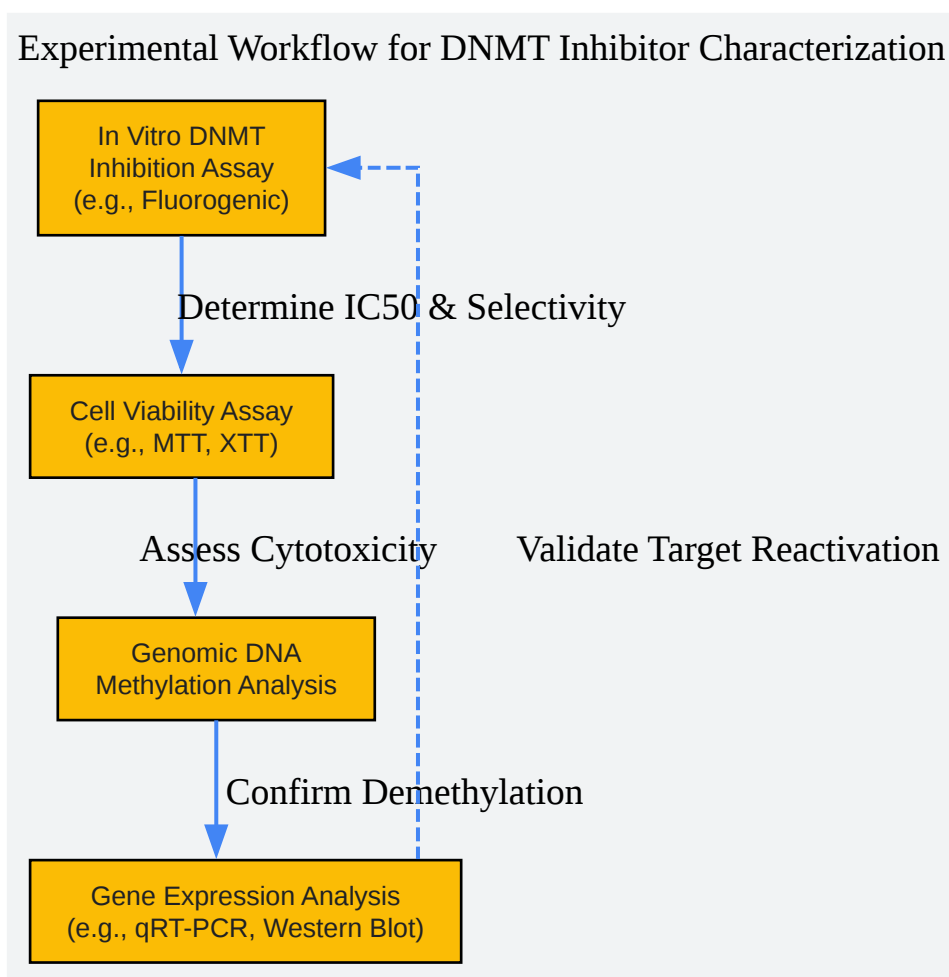 Experimental Workflow for DNMT Inhibitor Characterization
In Vitro DNMT
Inhibition Assay
(e.g., Fluorogenic)
Determine IC50 & Selectivity
Cell Viability Assay
(e.g., MTT, XTT)
Assess Cytotoxicity
Validate Target Reactivation
Genomic DNA
Methylation Analysis
Confirm Demethylation
Gene Expression Analysis
(e.g., qRT-PCR, Western Blot)